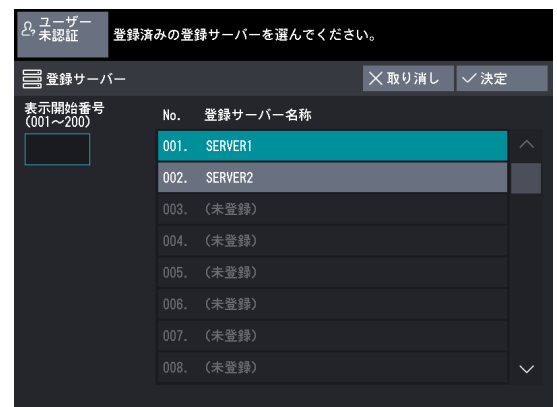 ユーザー
未認証
登録済みの登録サーバーを選んでください。
登録サーバー
取り消し
決定
表示開始番号
(001～200)
No. 登録サーバー名称
001. SERVER1
002. SERVER2
003. (未登録)
004. (未登録)
005. (未登録)
006. (未登録)
007. (未登録)
008. (未登録)